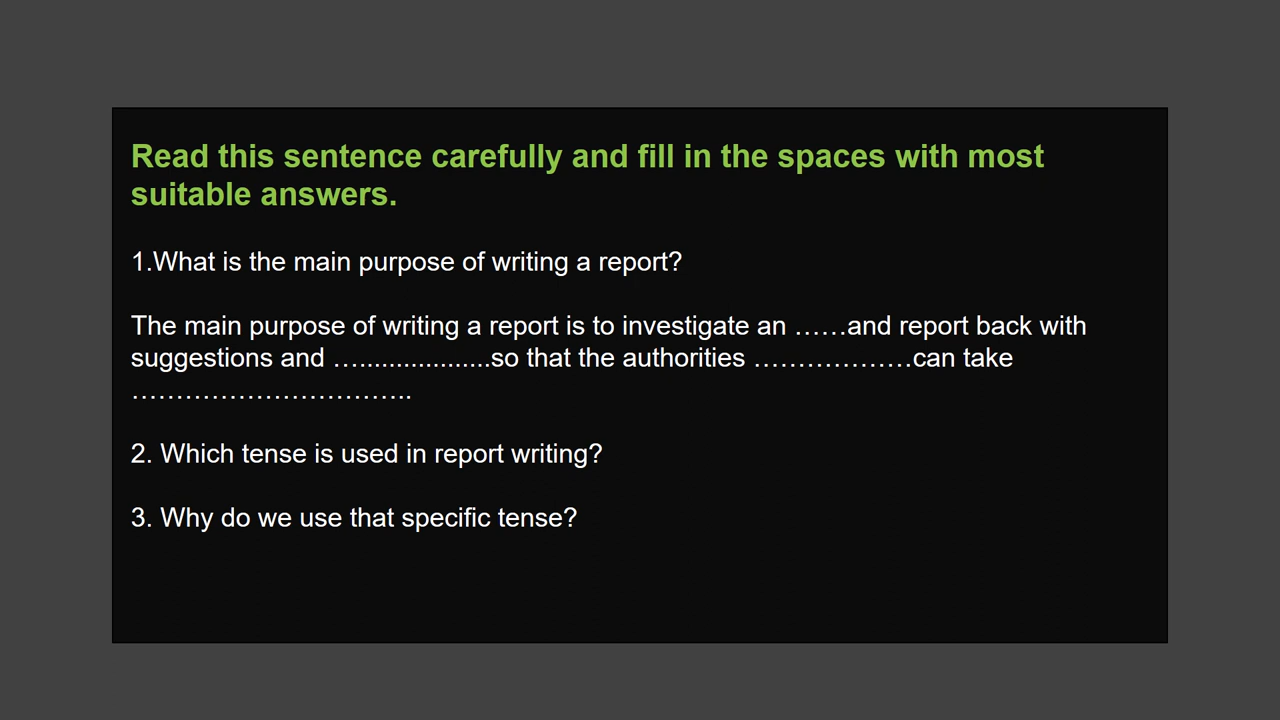 Read this sentence carefully and fill in the spaces with most
suitable answers.
1.What is the main purpose of writing a report?
The main purpose of writing a report is to investigate an ……and report back with
suggestions and …..................so that the authorities ………………can take
…………………………..
2. Which tense is used in report writing?
3. Why do we use that specific tense?